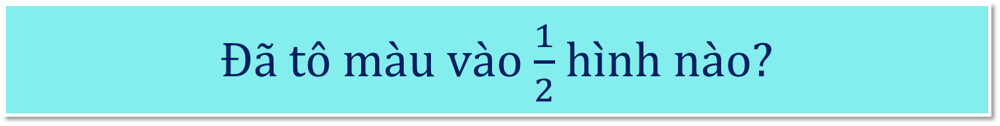 Đã tô màu vào 1/2 hình nào?